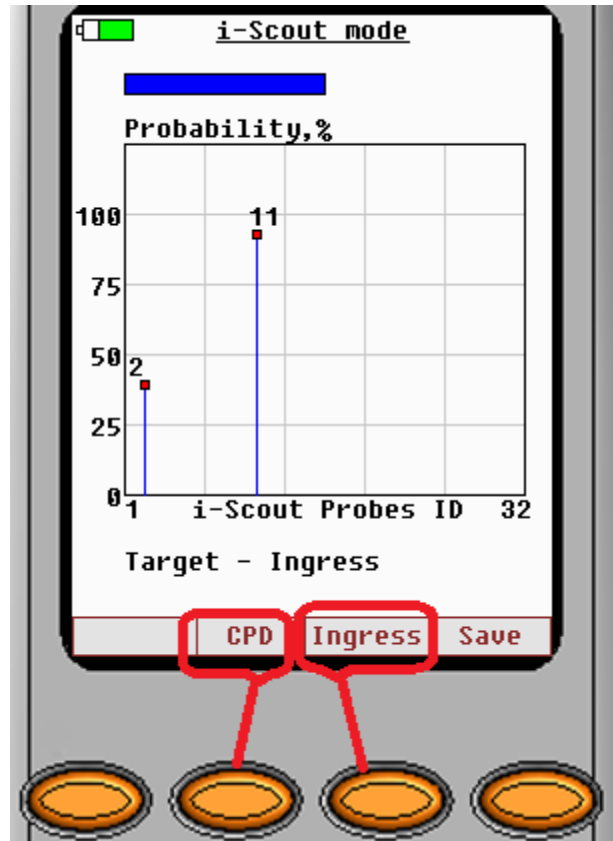 i-Scout mode
Probability,%
100
11
75
50
2
25
0
1 i-Scout Probes ID 32
Target - Ingress
CPD Ingress Save